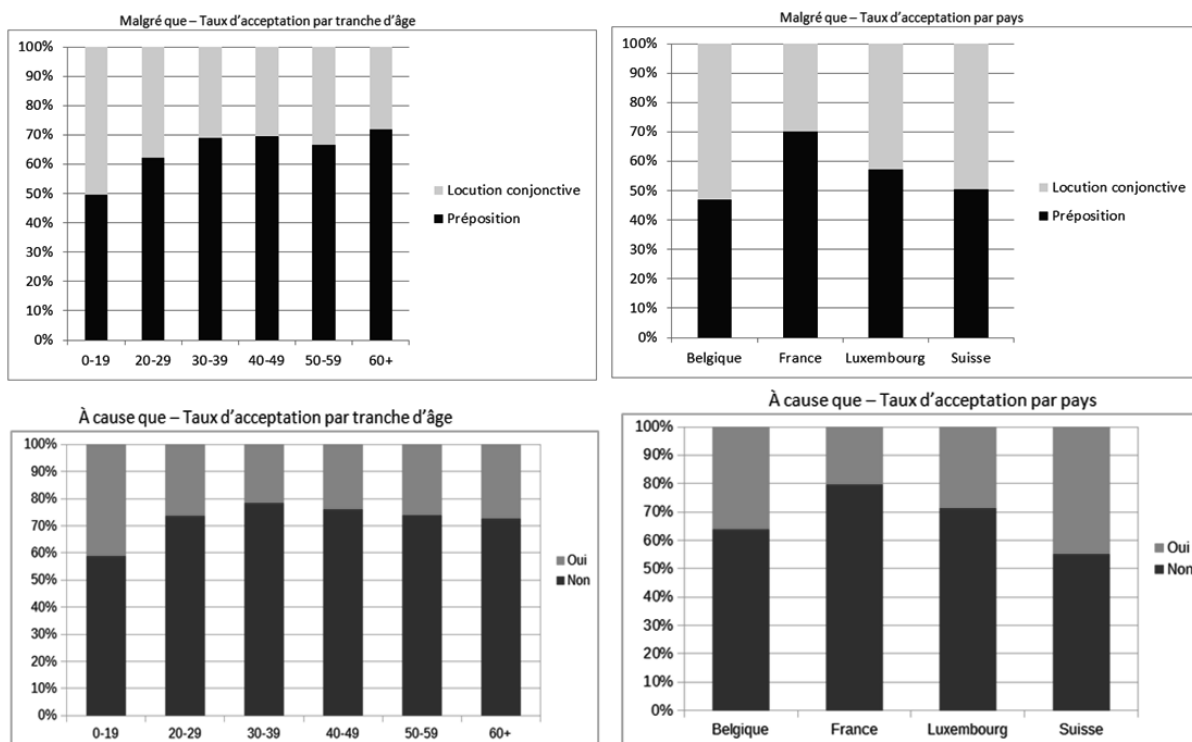 Malgré que – Taux d'acceptation par tranche d'âge
100%
90%
80%
70%
60%
50%
40%
30%
20%
10%
0%
0-19 20-29 30-39 40-49 50-59 60+
Locution conjonctive
Préposition
Malgré que – Taux d'acceptation par pays
100%
90%
80%
70%
60%
50%
40%
30%
20%
10%
0%
Belgique France Luxembourg Suisse
Locution conjonctive
Préposition
À cause que – Taux d'acceptation par tranche d'âge
100%
90%
80%
70%
60%
50%
40%
30%
20%
10%
0%
0-19 20-29 30-39 40-49 50-59 60+
Oui
Non
À cause que – Taux d'acceptation par pays
100%
90%
80%
70%
60%
50%
40%
30%
20%
10%
0%
Belgique France Luxembourg Suisse
Oui
Non